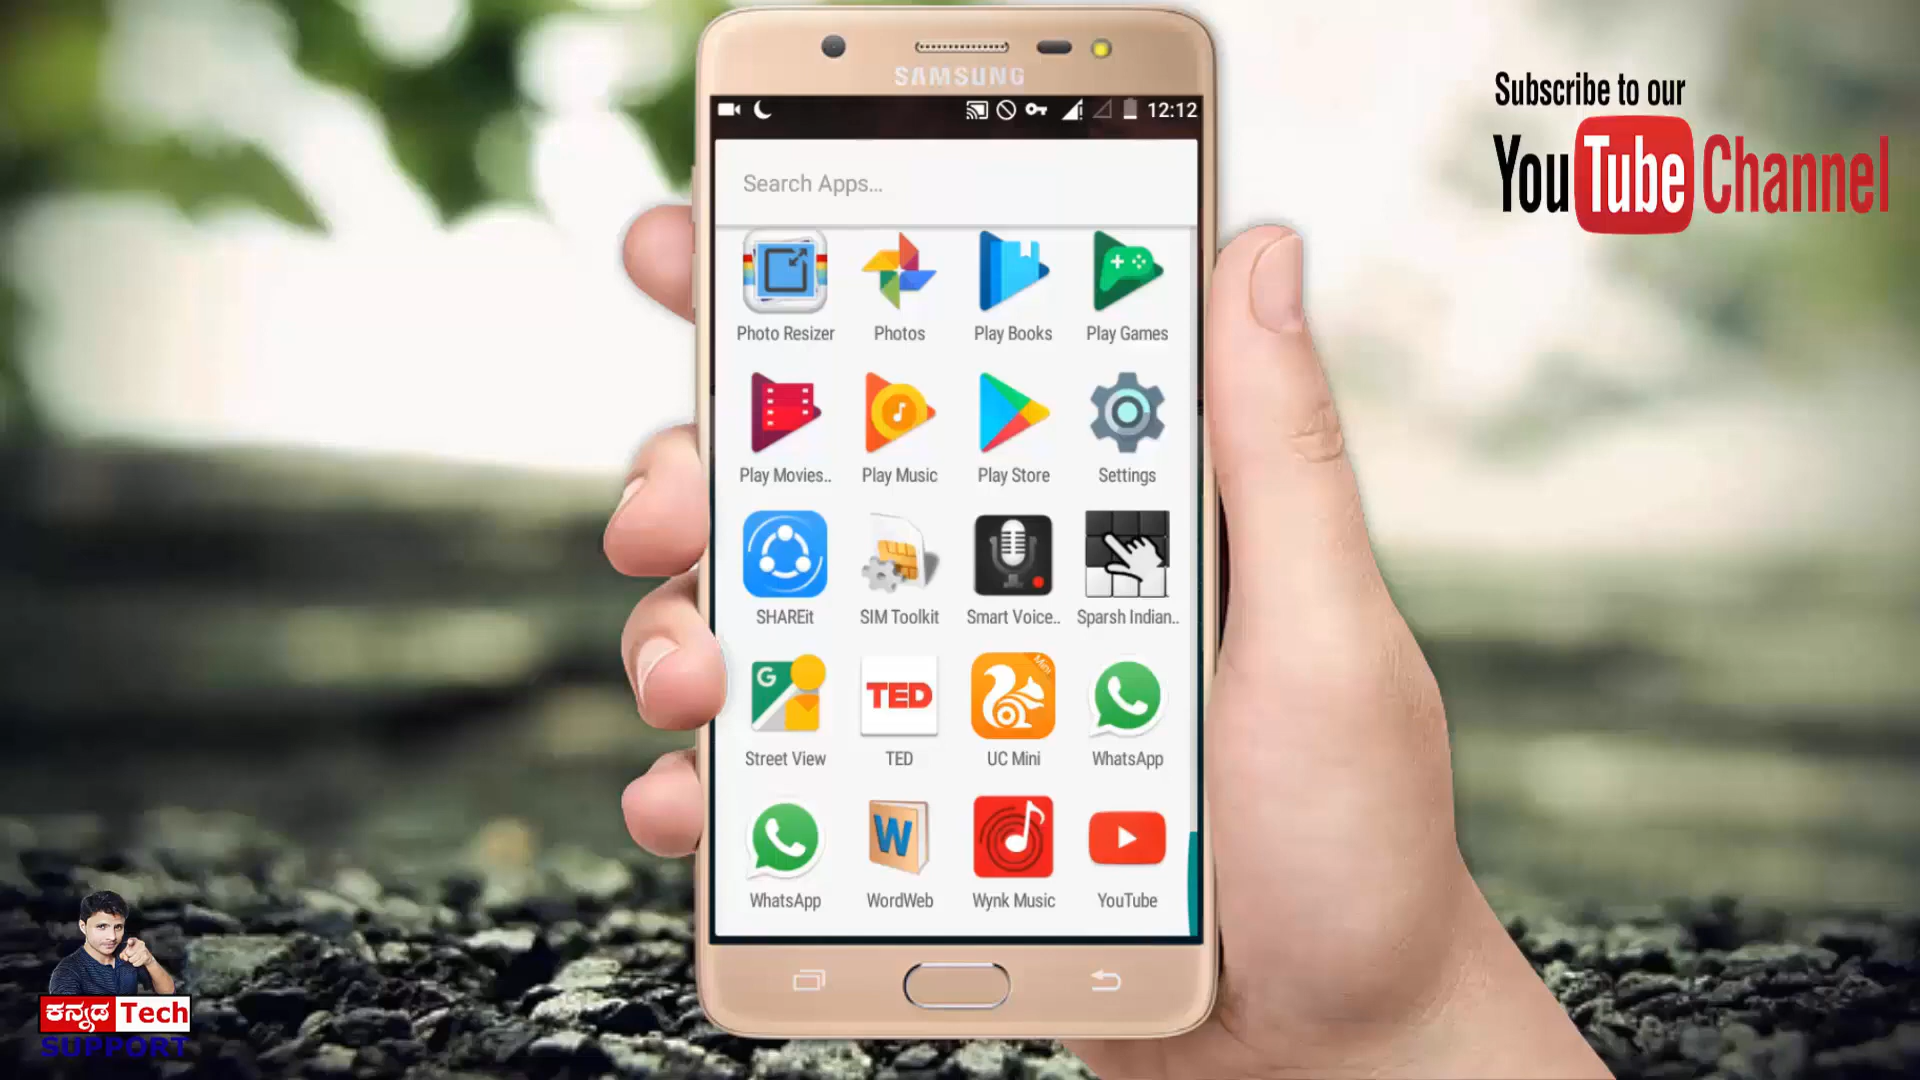 Subscribe to our
YouTube Channel
SAMSUNG
12:12
Search Apps...
Photo Resizer
Photos
Play Books
Play Games
Play Movies..
Play Music
Play Store
Settings
SHAREit
SIM Toolkit
Smart Voice..
Sparsh Indian..
G
Street View
TED
TED
Mini
UC Mini
WhatsApp
WhatsApp
W
WordWeb
Wynk Music
YouTube
ಕನ್ನಡ Tech
SUPPORT